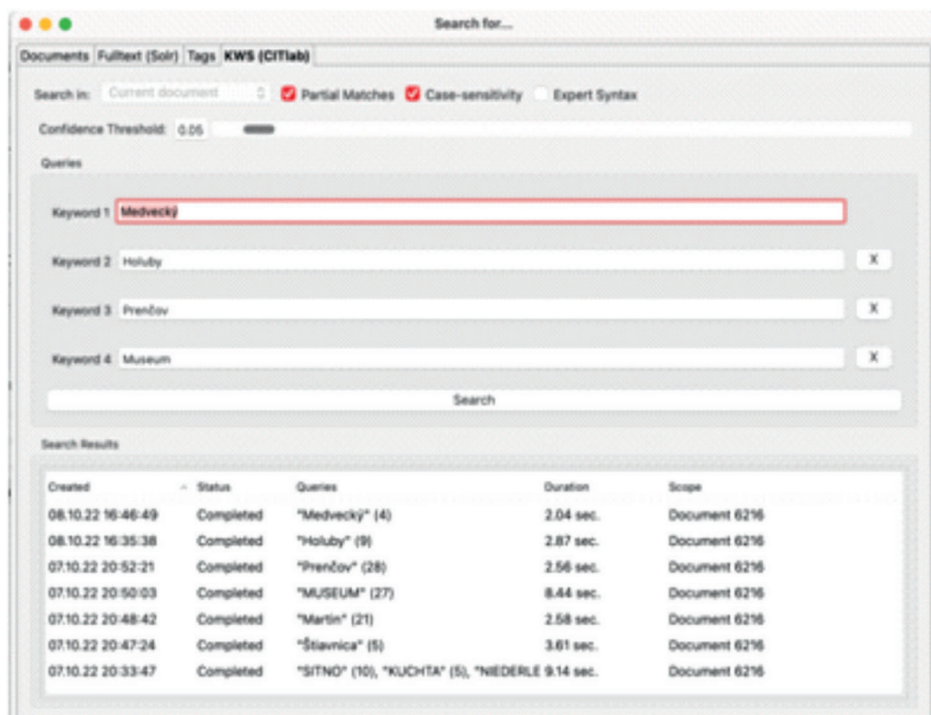 Search for...
Documents Fulltext (Solr) Tags KWS (CITlab)
Search in: Current document Partial Matches Case-sensitivity Expert Syntax
Confidence Threshold: 0.05
Queries
Keyword 1 Medvecký
Keyword 2 Holuby X
Keyword 3 Prenčov X
Keyword 4 Museum X
Search
Search Results
Created Status Queries Duration Scope
08.10.22 16:46:49 Completed "Medvecký" (4) 2.04 sec. Document 6216
08.10.22 16:35:38 Completed "Holuby" (9) 2.87 sec. Document 6216
07.10.22 20:52:21 Completed "Prenčov" (28) 2.56 sec. Document 6216
07.10.22 20:50:03 Completed "MUSEUM" (27) 8.44 sec. Document 6216
07.10.22 20:48:42 Completed "Martin" (21) 2.58 sec. Document 6216
07.10.22 20:47:24 Completed "Štiavnica" (5) 3.61 sec. Document 6216
07.10.22 20:33:47 Completed "SITNO" (10), "KUCHTA" (5), "NIEDERLE 9.14 sec. Document 6216